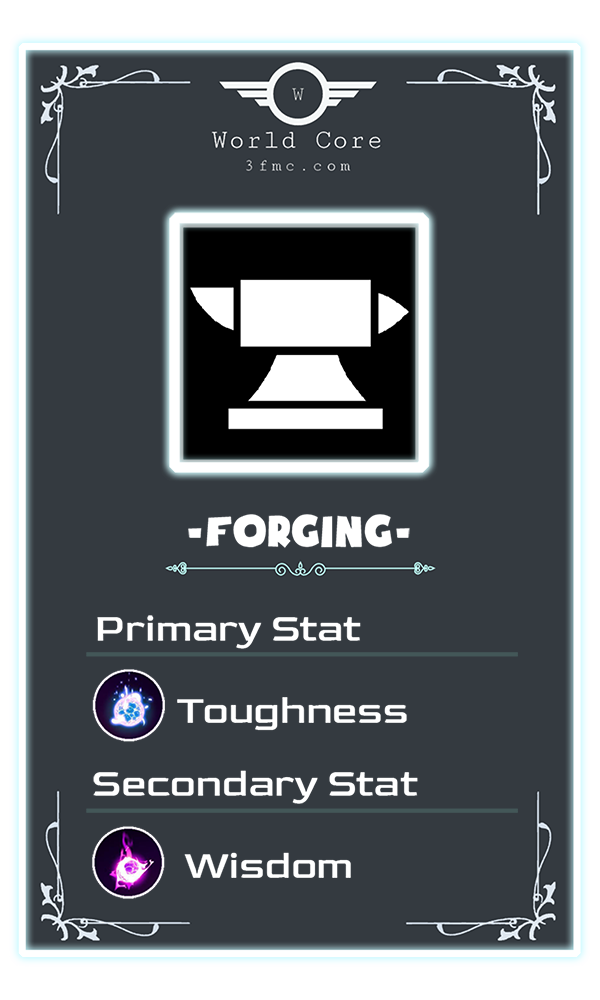 W
World Core
3fmc.com
-FORGING-
Primary Stat
Toughness
Secondary Stat
Wisdom